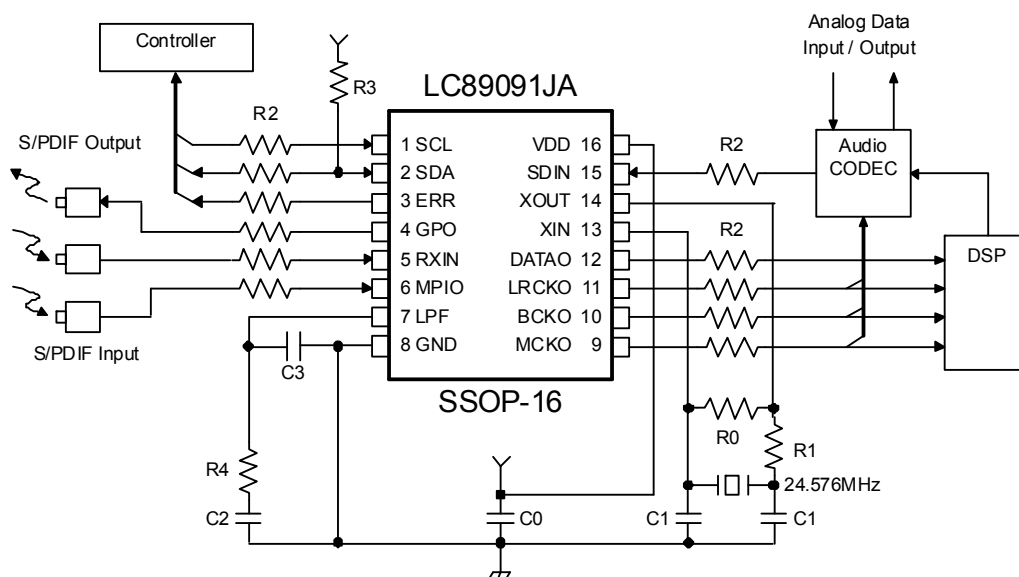 Analog Data
Input / Output
Controller
R3
LC89091JA
R2
S/PDIF Output
1 SCL
VDD 16
R2
Audio
CODEC
2 SDA
SDIN 15
3 ERR
XOUT 14
4 GPO
XIN 13
R2
5 RXIN
DATAO 12
DSP
6 MPIO
LRCKO 11
7 LPF
BCKO 10
S/PDIF Input
8 GND
MCKO 9
C3
SSOP-16
R0
R1
R4
24.576MHz
C2
C0
C1
C1